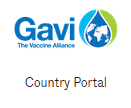 Gavi
The Vaccine Alliance
Country Portal